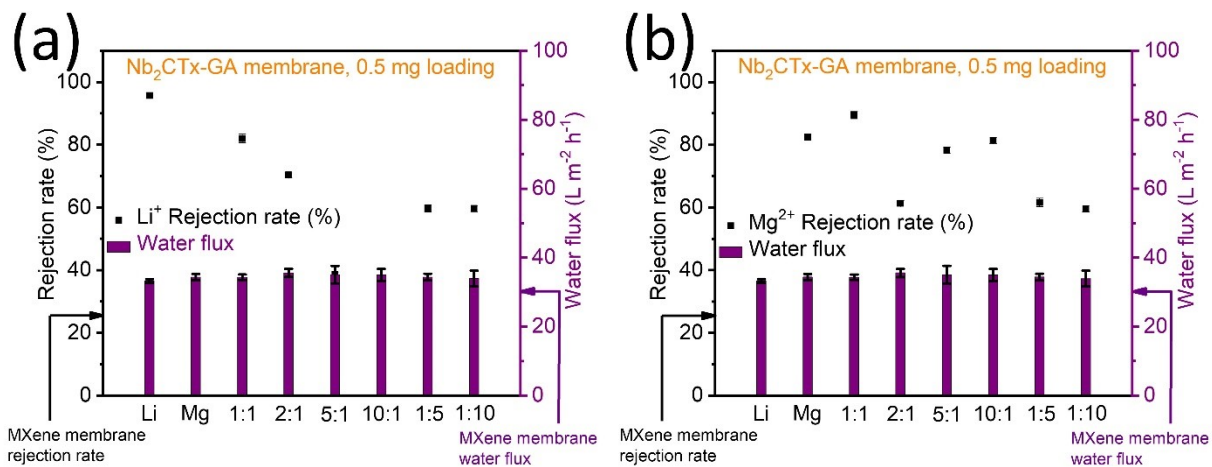 (a)
Nb₂CTx-GA membrane, 0.5 mg loading
Rejection rate (%)
100
80
60
40
20
0
Li⁺ Rejection rate (%)
Water flux
Water flux (L m⁻² h⁻¹)
100
80
60
40
20
0
Li Mg 1:1 2:1 5:1 10:1 1:5 1:10
MXene membrane
rejection rate
MXene membrane
water flux
(b)
Nb₂CTx-GA membrane, 0.5 mg loading
Rejection rate (%)
100
80
60
40
20
0
Mg²⁺ Rejection rate (%)
Water flux
Water flux (L m⁻² h⁻¹)
100
80
60
40
20
0
Li Mg 1:1 2:1 5:1 10:1 1:5 1:10
MXene membrane
rejection rate
MXene membrane
water flux